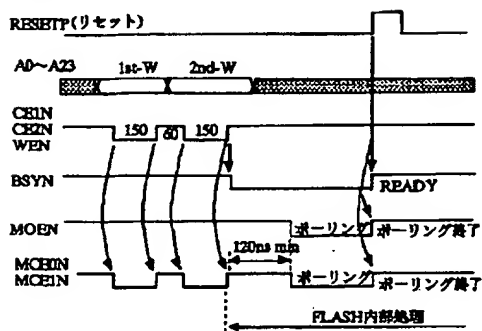 RESETP(リセット)
A0~A23
1st-W 2nd-W
CE1N
CE2N
WEN
150 60 150
BSYN
READY
MOEN
ポーリング ポーリング終了
120ns min
MCE0N
MCE1N
ポーリング ポーリング終了
FLASH内部処理